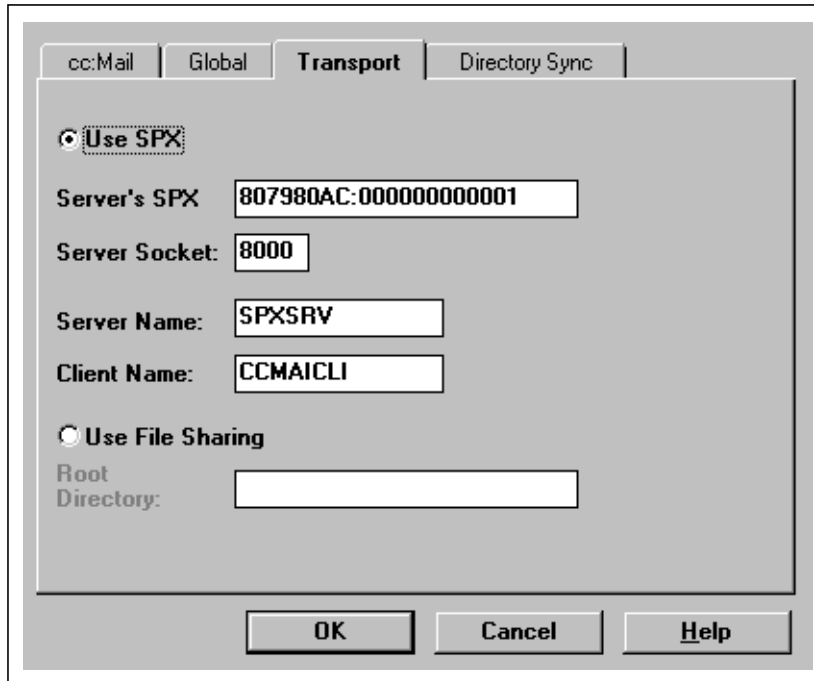 cc:Mail Global Transport Directory Sync
Use SPX
Server's SPX 807980AC:000000000001
Server Socket: 8000
Server Name: SPXSRV
Client Name: CCMAICLI
Use File Sharing
Root
Directory:
OK Cancel Help